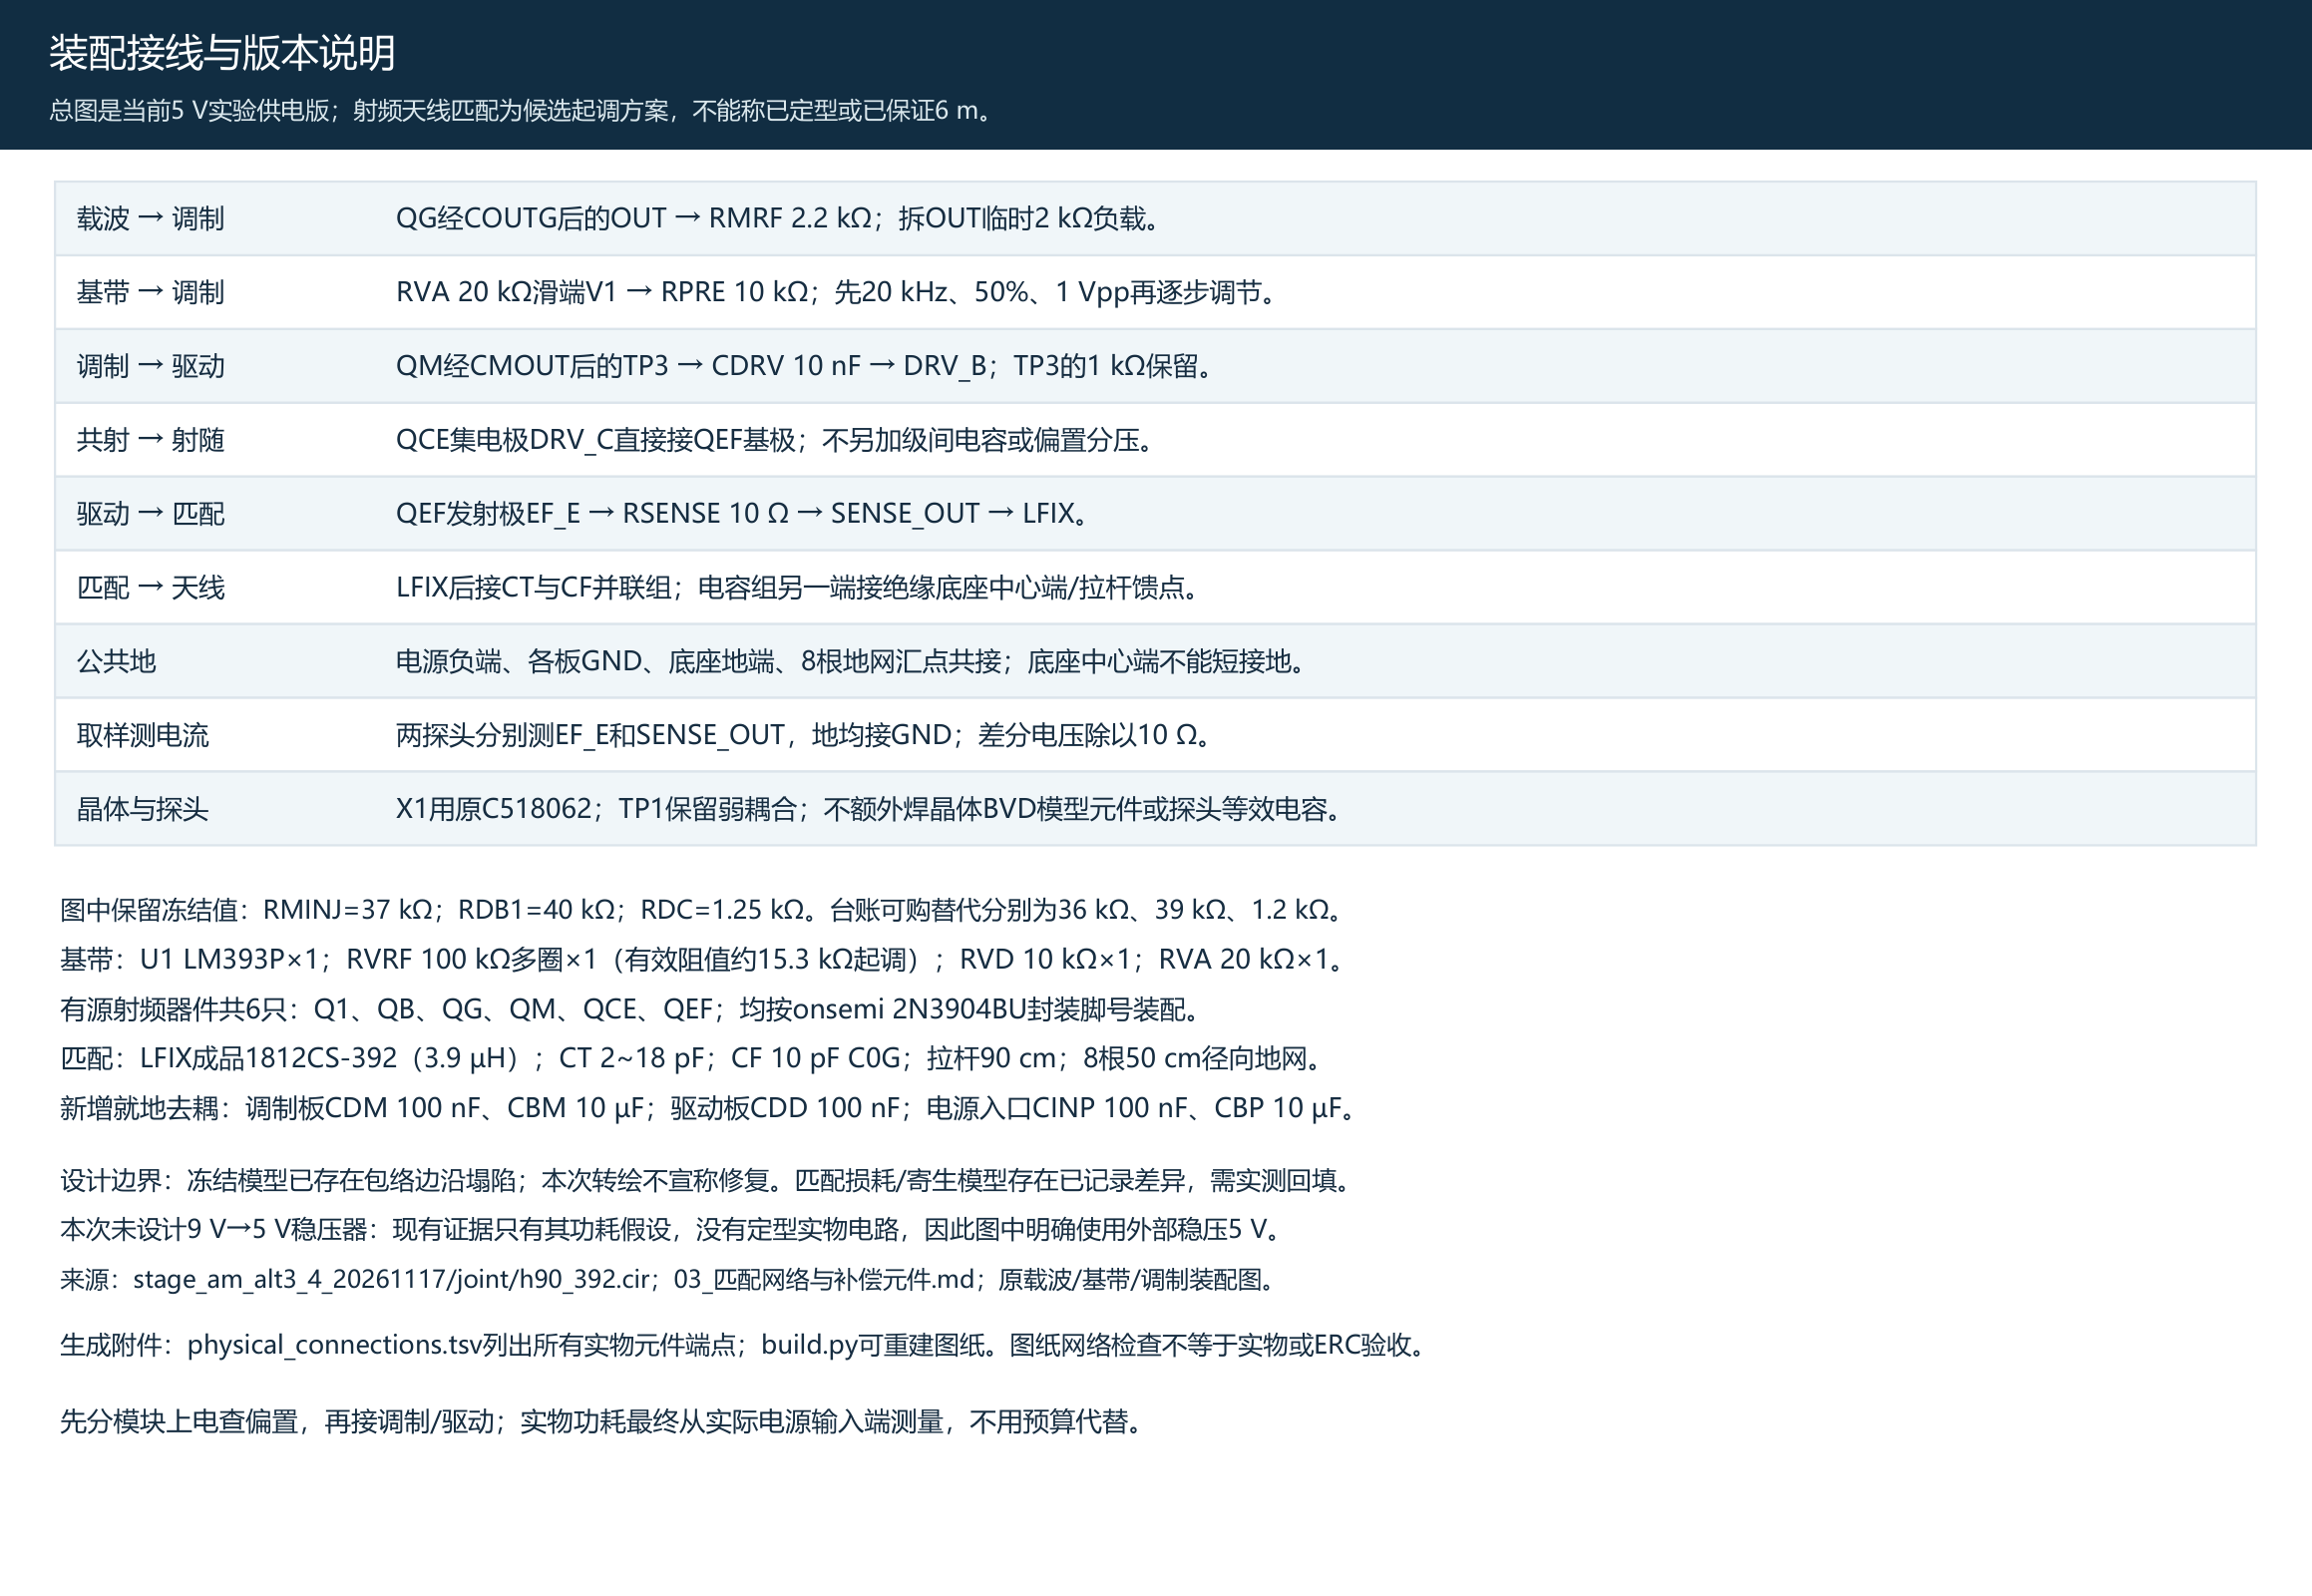 装配接线与版本说明
总图是当前5 V实验供电版；射频天线匹配为候选起调方案，不能称已定型或已保证6 m。
载波 → 调制 QG经COUTG后的OUT → RMRF 2.2 kΩ；拆OUT临时2 kΩ负载。
基带 → 调制 RVA 20 kΩ滑端V1 → RPRE 10 kΩ；先20 kHz、50%、1 Vpp再逐步调节。
调制 → 驱动 QM经CMOUT后的TP3 → CDRV 10 nF → DRV_B；TP3的1 kΩ保留。
共射 → 射随 QCE集电极DRV_C直接接QEF基极；不另加级间电容或偏置分压。
驱动 → 匹配 QEF发射极EF_E → RSENSE 10 Ω → SENSE_OUT → LFIX。
匹配 → 天线 LFIX后接CT与CF并联组；电容组另一端接绝缘底座中心端/拉杆馈点。
公共地 电源负端、各板GND、底座地端、8根地网汇点共接；底座中心端不能短接地。
取样测电流 两探头分别测EF_E和SENSE_OUT，地均接GND；差分电压除以10 Ω。
晶体与探头 X1用原C518062；TP1保留弱耦合；不额外焊晶体BVD模型元件或探头等效电容。
图中保留冻结值：RMINJ=37 kΩ；RDB1=40 kΩ；RDC=1.25 kΩ。台账可购替代分别为36 kΩ、39 kΩ、1.2 kΩ。
基带：U1 LM393P×1；RVRF 100 kΩ多圈×1（有效阻值约15.3 kΩ起调）；RVD 10 kΩ×1；RVA 20 kΩ×1。
有源射频器件共6只：Q1、QB、QG、QM、QCE、QEF；均按onsemi 2N3904BU封装脚号装配。
匹配：LFIX成品1812CS-392（3.9 μH）；CT 2~18 pF；CF 10 pF C0G；拉杆90 cm；8根50 cm径向地网。
新增就地去耦：调制板CDM 100 nF、CBM 10 μF；驱动板CDD 100 nF；电源入口CINP 100 nF、CBP 10 μF。
设计边界：冻结模型已存在包络边沿塌陷；本次转绘不宣称修复。匹配损耗/寄生模型存在已记录差异，需实测回填。
本次未设计9 V→5 V稳压器：现有证据只有其功耗假设，没有定型实物电路，因此图中明确使用外部稳压5 V。
来源：stage_am_alt3_4_20261117/joint/h90_392.cir；03_匹配网络与补偿元件.md；原载波/基带/调制装配图。
生成附件：physical_connections.tsv列出所有实物元件端点；build.py可重建图纸。图纸网络检查不等于实物或ERC验收。
先分模块上电查偏置，再接调制/驱动；实物功耗最终从实际电源输入端测量，不用预算代替。